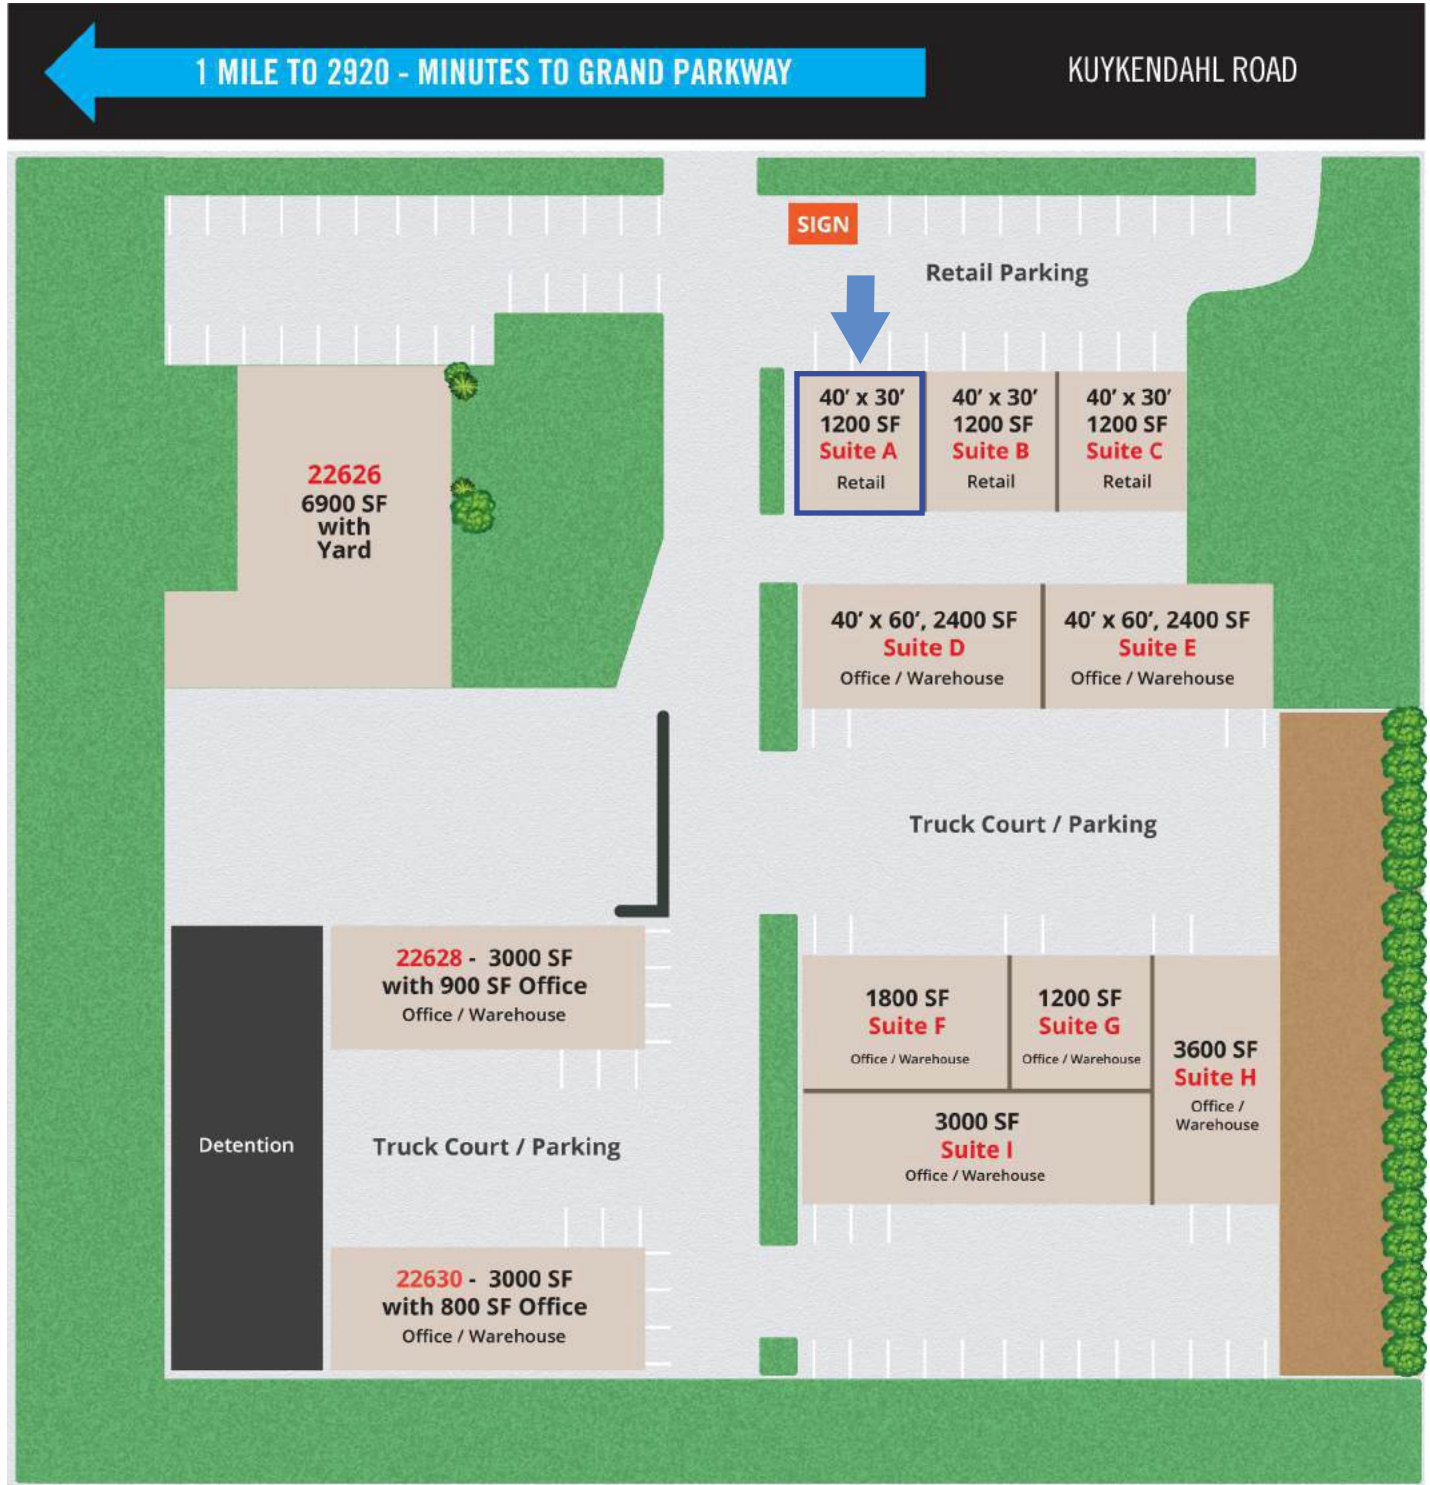 1 MILE TO 2920 - MINUTES TO GRAND PARKWAY
KUYKENDAHL ROAD
SIGN
Retail Parking
40’ x 30’
1200 SF
Suite A
Retail
40’ x 30’
1200 SF
Suite B
Retail
40’ x 30’
1200 SF
Suite C
Retail
22626
6900 SF
with
Yard
40’ x 60’, 2400 SF
Suite D
Office / Warehouse
40’ x 60’, 2400 SF
Suite E
Office / Warehouse
Truck Court / Parking
22628 - 3000 SF
with 900 SF Office
Office / Warehouse
1800 SF
Suite F
Office / Warehouse
1200 SF
Suite G
Office / Warehouse
3600 SF
Suite H
Office /
Warehouse
3000 SF
Suite I
Office / Warehouse
Detention
Truck Court / Parking
22630 - 3000 SF
with 800 SF Office
Office / Warehouse